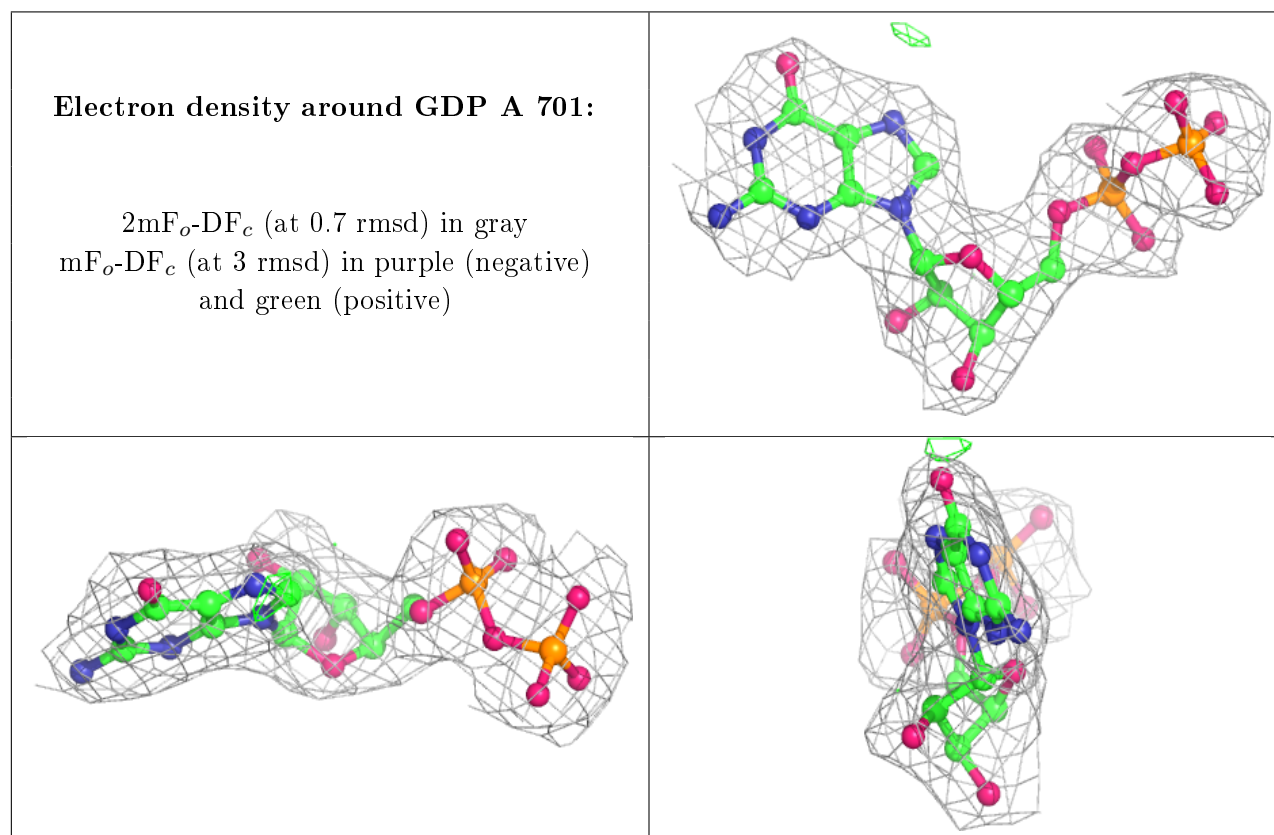 Electron density around GDP A 701:
2mFo-DFc (at 0.7 rmsd) in gray
mFo-DFc (at 3 rmsd) in purple (negative)
and green (positive)